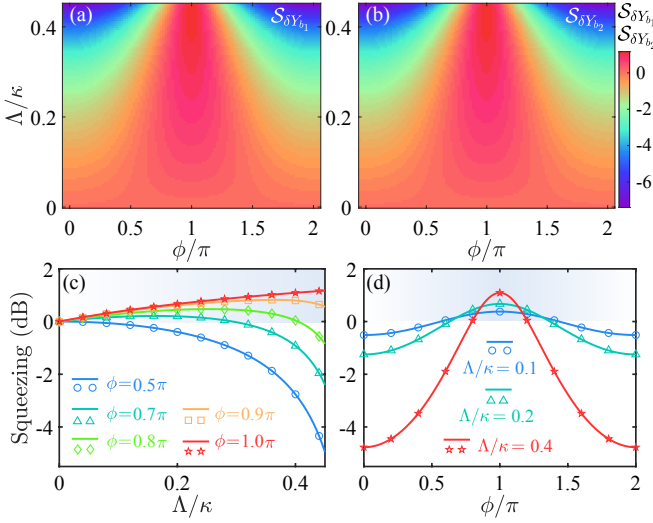 (a)
𝒮_{δY_{b_1}}
(b)
𝒮_{δY_{b_2}}
𝒮_{δY_{b_1}}
𝒮_{δY_{b_2}}
Λ/κ
0.4
0.2
0
0 0.5 1 1.5 2
ϕ/π
0 0.5 1 1.5 2
ϕ/π
0
-2
-4
-6
(c)
Squeezing (dB)
2
0
-2
-4
ϕ=0.5π
ϕ=0.7π
ϕ=0.9π
ϕ=0.8π
ϕ=1.0π
0 0.2 0.4
Λ/κ
(d)
2
0
-2
-4
Λ/κ = 0.1
Λ/κ = 0.2
Λ/κ = 0.4
0 0.5 1 1.5 2
ϕ/π